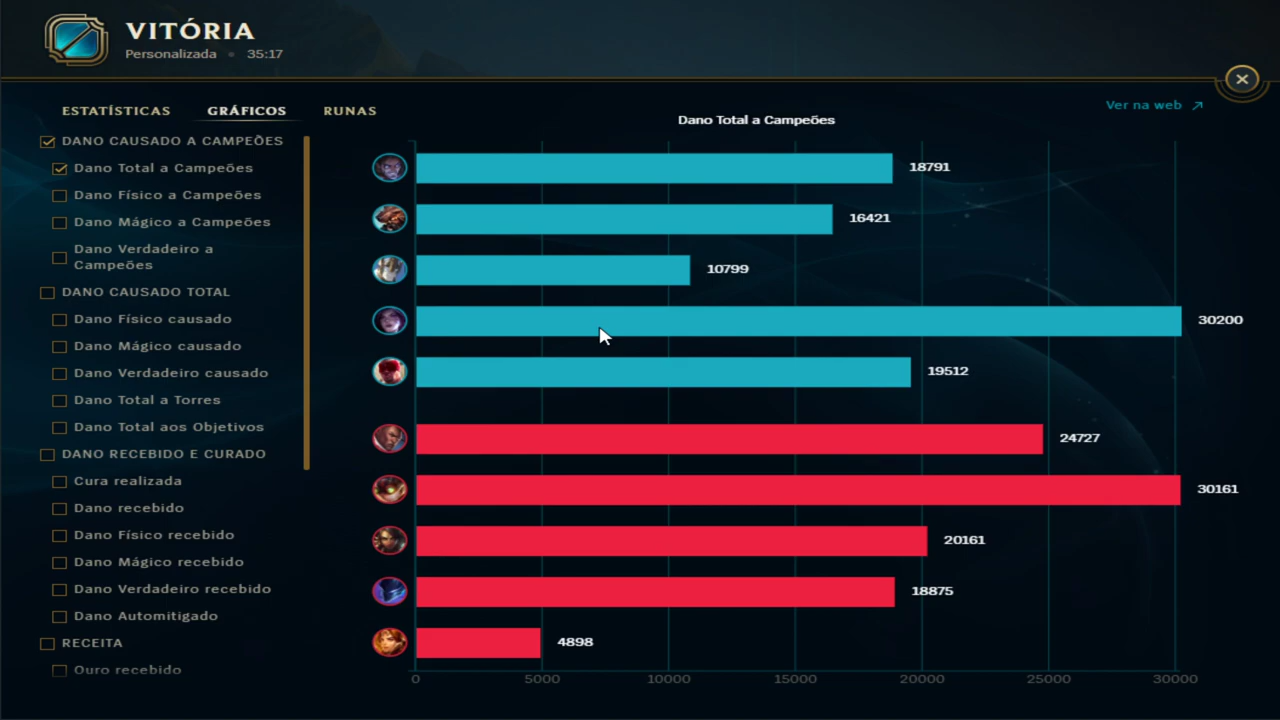 VITÓRIA
Personalizada • 35:17
ESTATÍSTICAS GRÁFICOS RUNAS
Ver na web ↗
DANO CAUSADO A CAMPEÕES
Dano Total a Campeões
Dano Físico a Campeões
Dano Mágico a Campeões
Dano Verdadeiro a
Campeões
DANO CAUSADO TOTAL
Dano Físico causado
Dano Mágico causado
Dano Verdadeiro causado
Dano Total a Torres
Dano Total aos Objetivos
DANO RECEBIDO E CURADO
Cura realizada
Dano recebido
Dano Físico recebido
Dano Mágico recebido
Dano Verdadeiro recebido
Dano Automitigado
RECEITA
Ouro recebido
Dano Total a Campeões
18791
16421
10799
30200
19512
24727
30161
20161
18875
4898
0 5000 10000 15000 20000 25000 30000